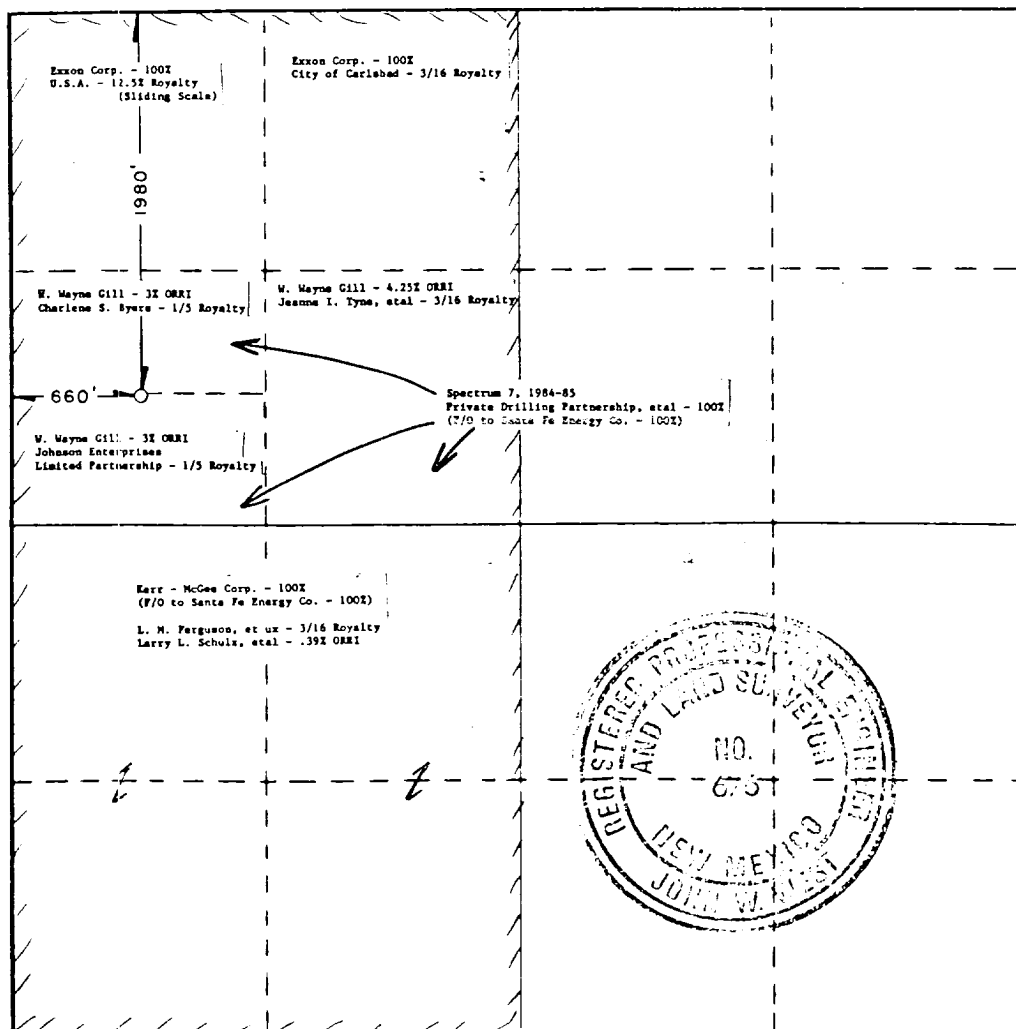 Exxon Corp. - 100%
U.S.A. - 12.5% Royalty
(Sliding Scale)
Exxon Corp. - 100%
City of Carlsbad - 3/16 Royalty
1980'
W. Wayne Gill - 3% ORRI
Charlene S. Byers - 1/5 Royalty
W. Wayne Gill - 4.25% ORRI
Jeanne I. Tyne, etal - 3/16 Royalty
660'
Spectrum 7, 1984-85
Private Drilling Partnership, etal - 100%
(F/O to Santa Fe Energy Co. - 100%)
W. Wayne Gill - 3% ORRI
Johnson Enterprises
Limited Partnership - 1/5 Royalty
Kerr - McGee Corp. - 100%
(F/O to Santa Fe Energy Co. - 100%)
L. M. Ferguson, et ux - 3/16 Royalty
Larry L. Schulz, etal - .39% ORRI
REGISTERED PROFESSIONAL ENGINEER
AND LAND SURVEYOR
NO.
NEW MEXICO
JOHN W. WEST